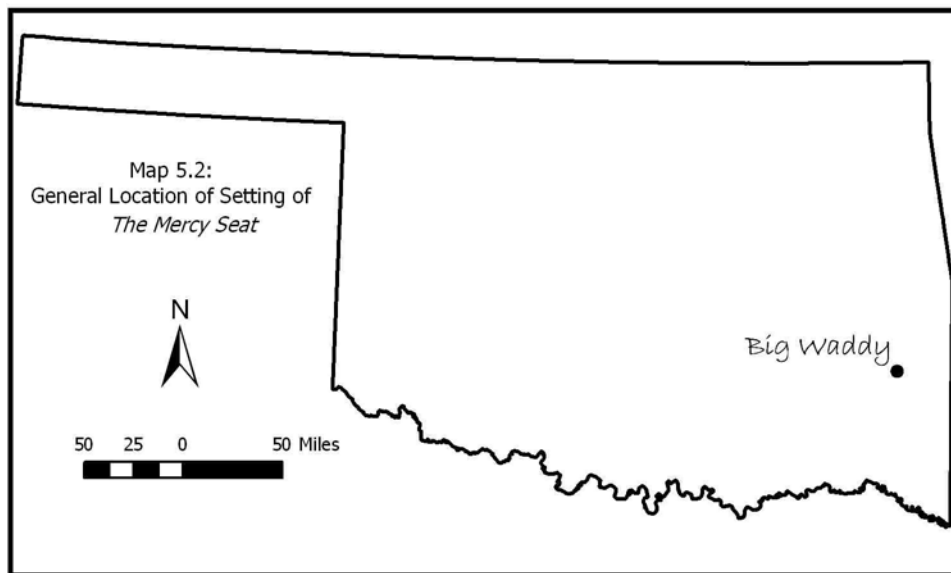 Map 5.2:
General Location of Setting of
The Mercy Seat
N
50 25 0 50 Miles
Big Waddy